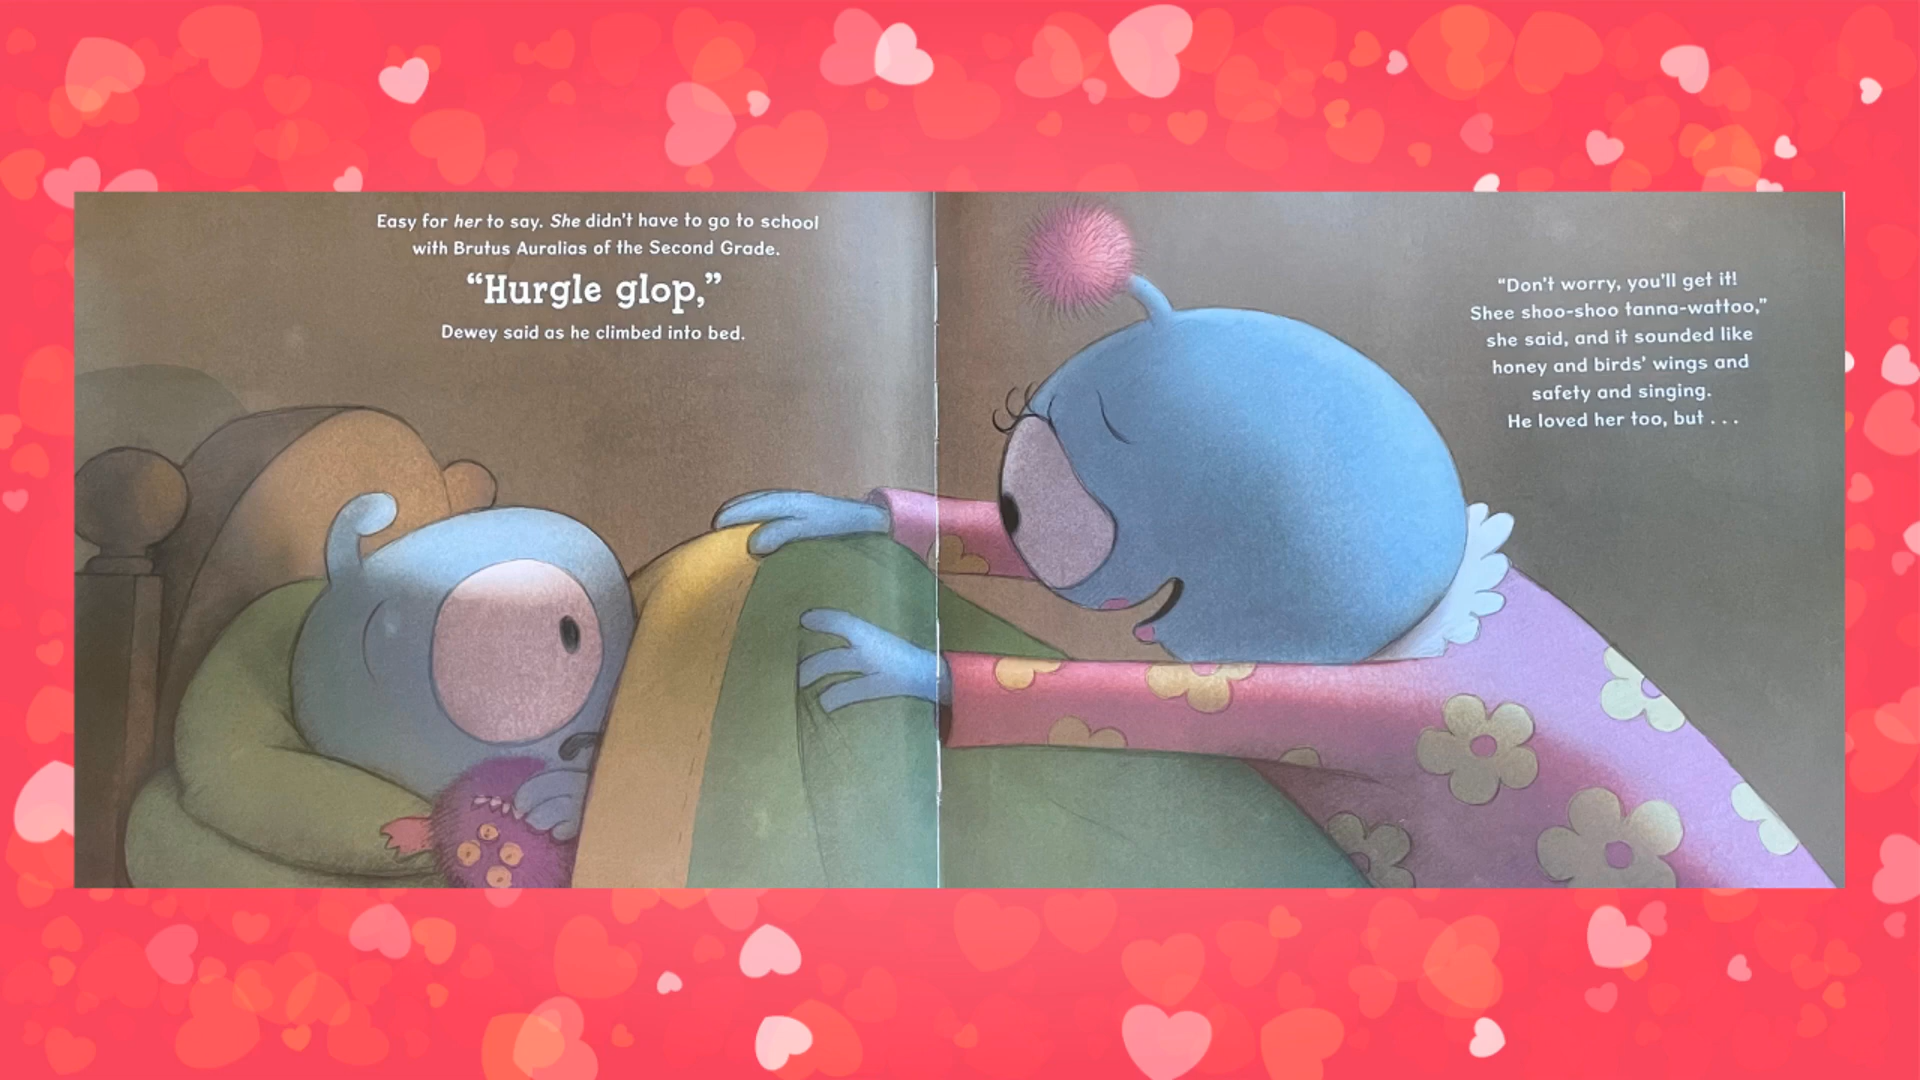 Easy for her to say. She didn't have to go to school
with Brutus Auralias of the Second Grade.
“Hurgle glop,”
Dewey said as he climbed into bed.
“Don't worry, you'll get it!
Shee shoo-shoo tanna-wattoo,”
she said, and it sounded like
honey and birds' wings and
safety and singing.
He loved her too, but . . .